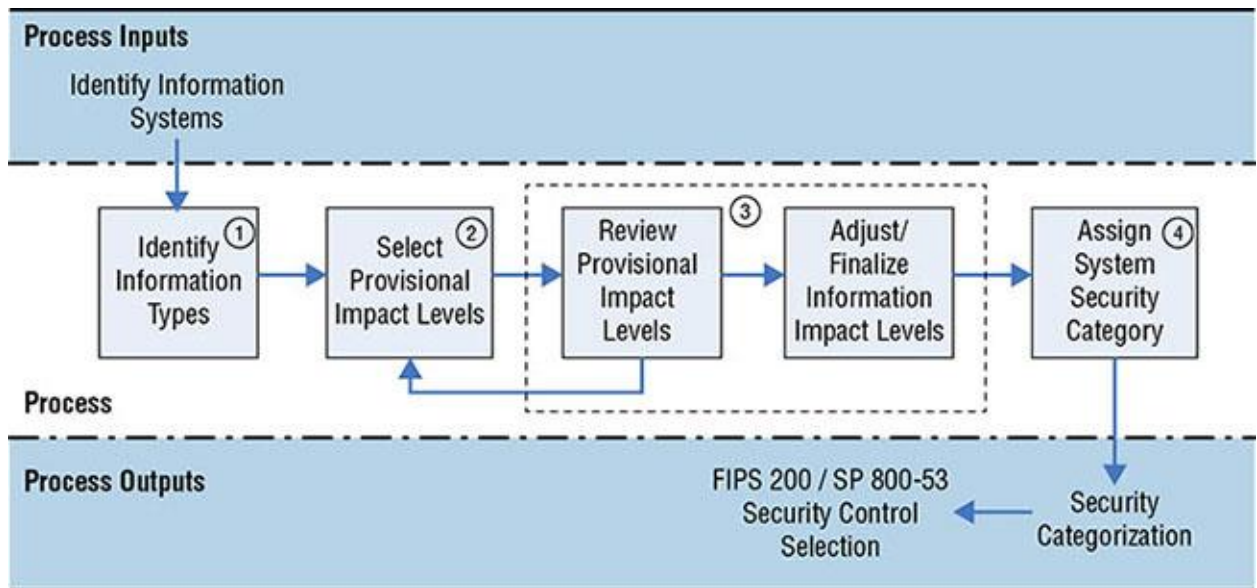 Process Inputs
Identify Information
Systems
Identify
Information
Types
①
Select
Provisional
Impact Levels
②
Review
Provisional
Impact
Levels
③
Adjust/
Finalize
Information
Impact Levels
Assign
System
Security
Category
④
Process
Process Outputs
FIPS 200 / SP 800-53
Security Control
Selection
Security
Categorization